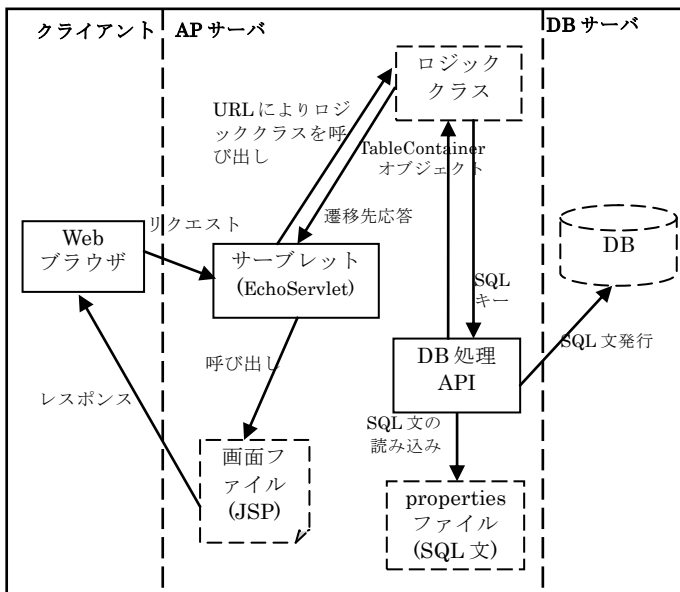 クライアント
AP サーバ
DB サーバ
ロジック
クラス
URL によりロジ
ッククラスを呼
び出し
TableContainer
オブジェクト
リクエスト
遷移先応答
Web
ブラウザ
サーブレット
(EchoServlet)
DB
SQL
キー
SQL 文発行
呼び出し
DB 処理
API
レスポンス
SQL 文の
読み込み
画面フ
ァイル
(JSP)
properties
ファイル
(SQL 文)